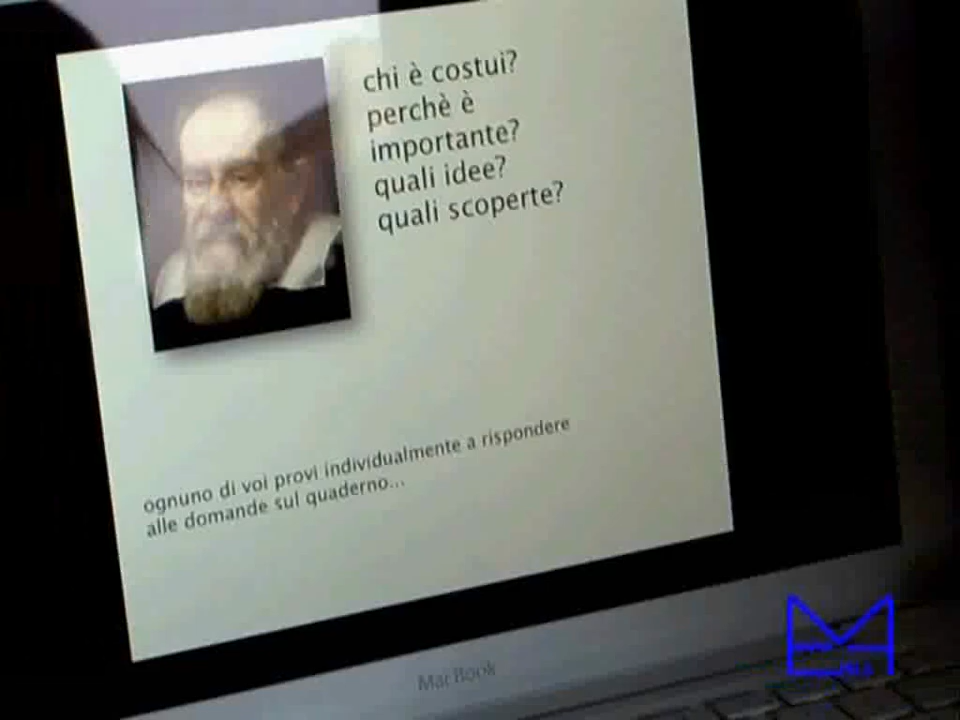 chi è costui?
perchè è
importante?
quali idee?
quali scoperte?
ognuno di voi provi individualmente a rispondere
alle domande sul quaderno...
MacBook